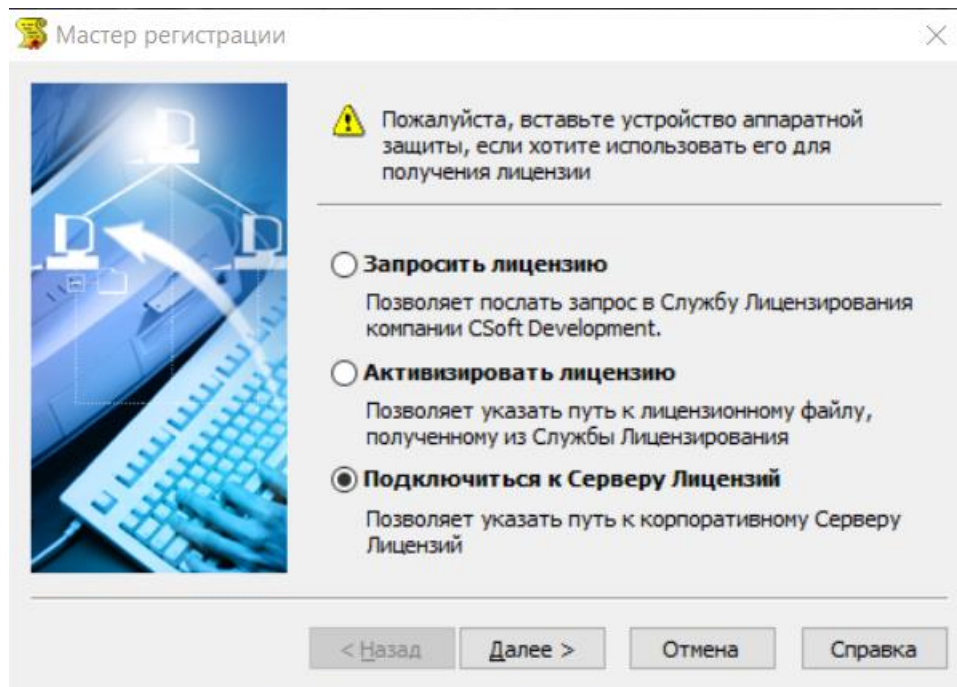 Мастер регистрации
Пожалуйста, вставьте устройство аппаратной
защиты, если хотите использовать его для
получения лицензии
Запросить лицензию
Позволяет послать запрос в Службу Лицензирования
компании CSoft Development.
Активизировать лицензию
Позволяет указать путь к лицензионному файлу,
полученному из Службы Лицензирования
Подключиться к Серверу Лицензий
Позволяет указать путь к корпоративному Серверу
Лицензий
< Назад
Далее >
Отмена
Справка